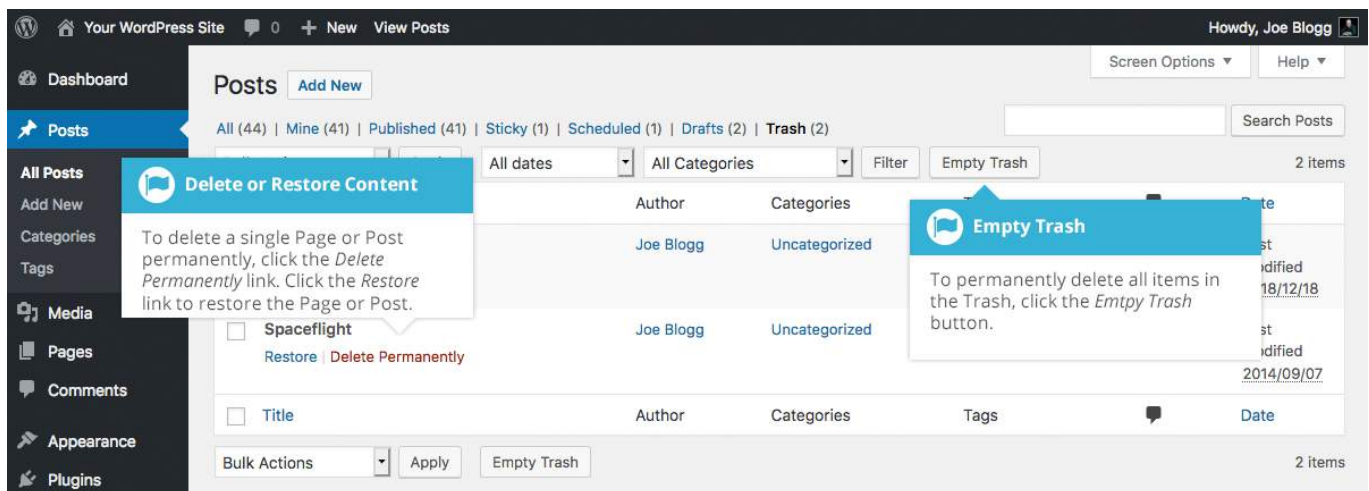 Your WordPress Site 0 + New View Posts Howdy, Joe Blogg
Screen Options ▼ Help ▼
Dashboard
Posts Add New
Posts
All (44) | Mine (41) | Published (41) | Sticky (1) | Scheduled (1) | Drafts (2) | Trash (2) Search Posts
All dates All Categories Filter Empty Trash 2 items
All Posts
Add New
Categories
Tags
Media
Pages
Comments
Appearance
Plugins
Delete or Restore Content
To delete a single Page or Post
permanently, click the Delete
Permanently link. Click the Restore
link to restore the Page or Post.
Author Categories
Joe Blogg Uncategorized
18/12/18
Empty Trash
To permanently delete all items in
the Trash, click the Emtpy Trash
button.
Spaceflight Joe Blogg Uncategorized
Restore | Delete Permanently
2014/09/07
Title Author Categories Tags Date
Bulk Actions Apply Empty Trash 2 items